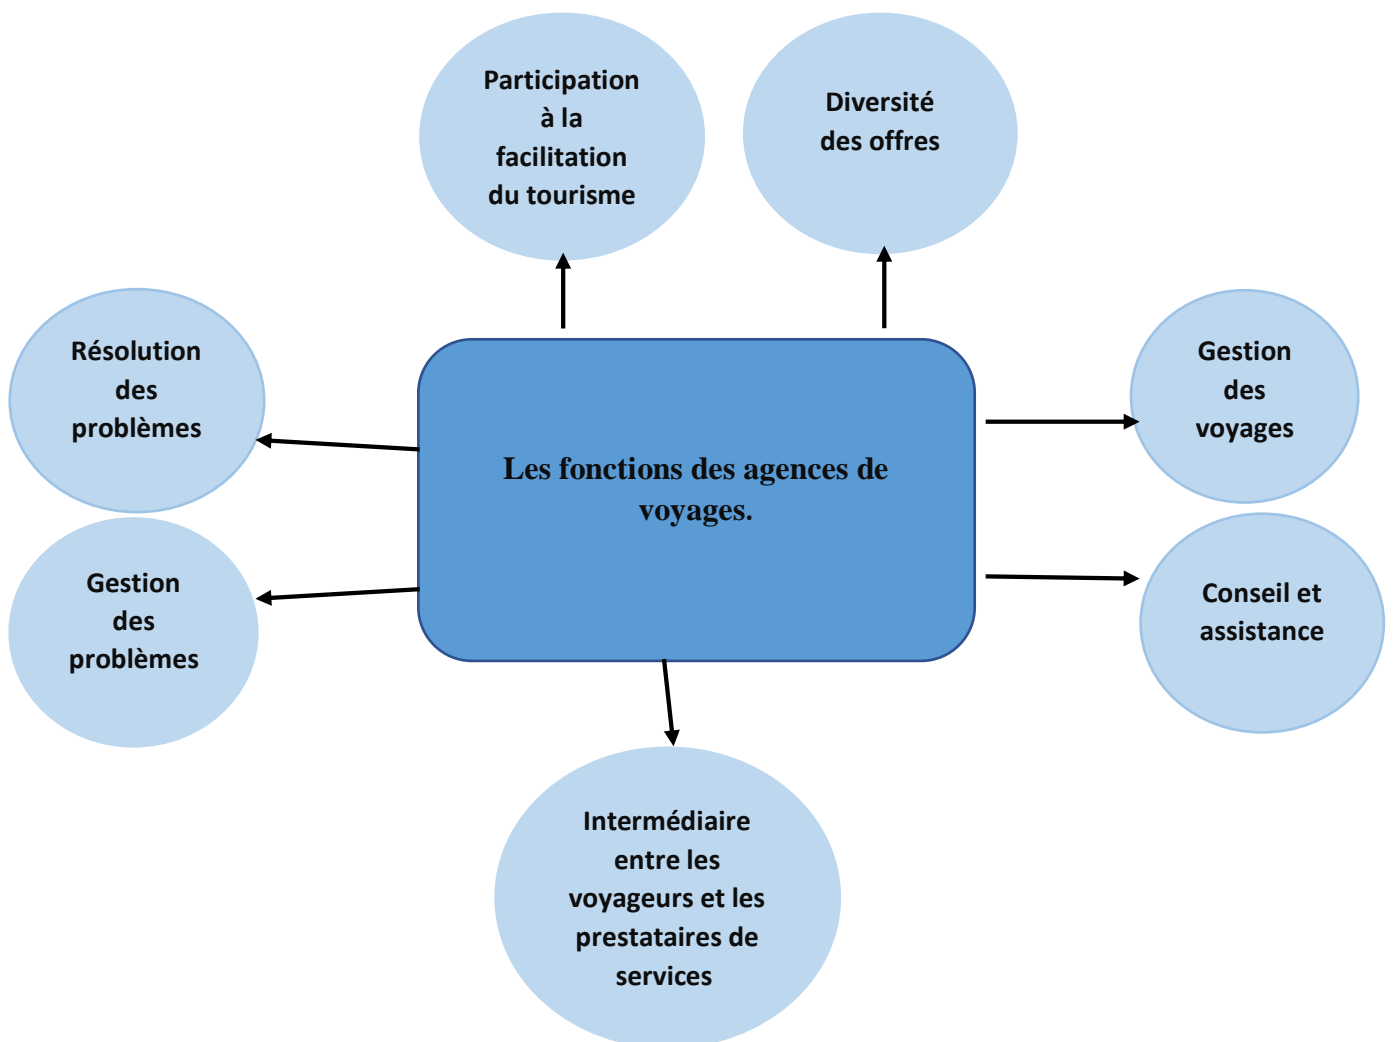 Participation
à la
facilitation
du tourisme
Diversité
des offres
Résolution
des
problèmes
Gestion
des
voyages
Les fonctions des agences de
voyages.
Gestion
des
problèmes
Conseil et
assistance
Intermédiaire
entre les
voyageurs et les
prestataires de
services